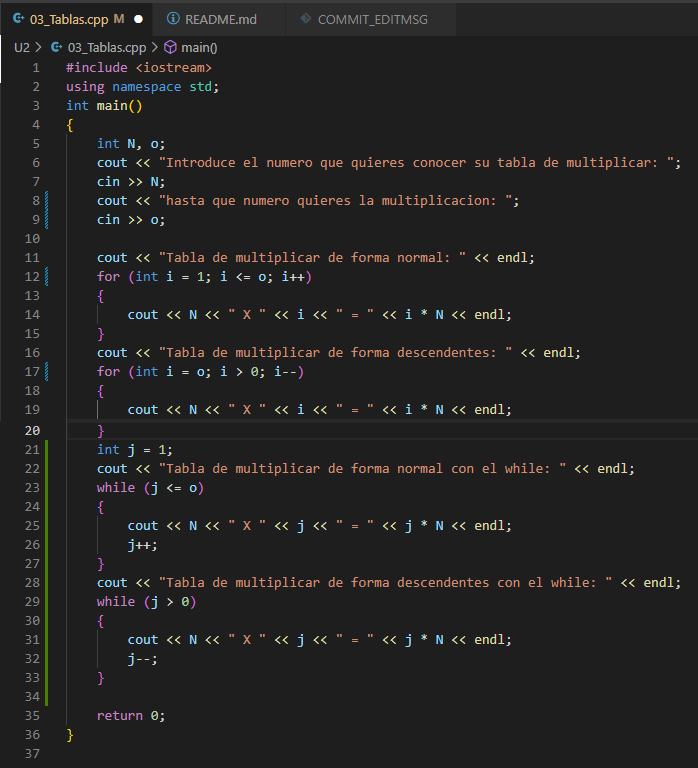 03_Tablas.cpp M README.md COMMIT_EDITMSG
U2 > 03_Tablas.cpp > main()
1 #include <iostream>
2 using namespace std;
3 int main()
4 {
5 int N, o;
6 cout << "Introduce el numero que quieres conocer su tabla de multiplicar: ";
7 cin >> N;
8 cout << "hasta que numero quieres la multiplicacion: ";
9 cin >> o;
10
11 cout << "Tabla de multiplicar de forma normal: " << endl;
12 for (int i = 1; i <= o; i++)
13 {
14 cout << N << " X " << i << " = " << i * N << endl;
15 }
16 cout << "Tabla de multiplicar de forma descendentes: " << endl;
17 for (int i = o; i > 0; i--)
18 {
19 cout << N << " X " << i << " = " << i * N << endl;
20 }
21 int j = 1;
22 cout << "Tabla de multiplicar de forma normal con el while: " << endl;
23 while (j <= o)
24 {
25 cout << N << " X " << j << " = " << j * N << endl;
26 j++;
27 }
28 cout << "Tabla de multiplicar de forma descendentes con el while: " << endl;
29 while (j > 0)
30 {
31 cout << N << " X " << j << " = " << j * N << endl;
32 j--;
33 }
34
35 return 0;
36 }
37